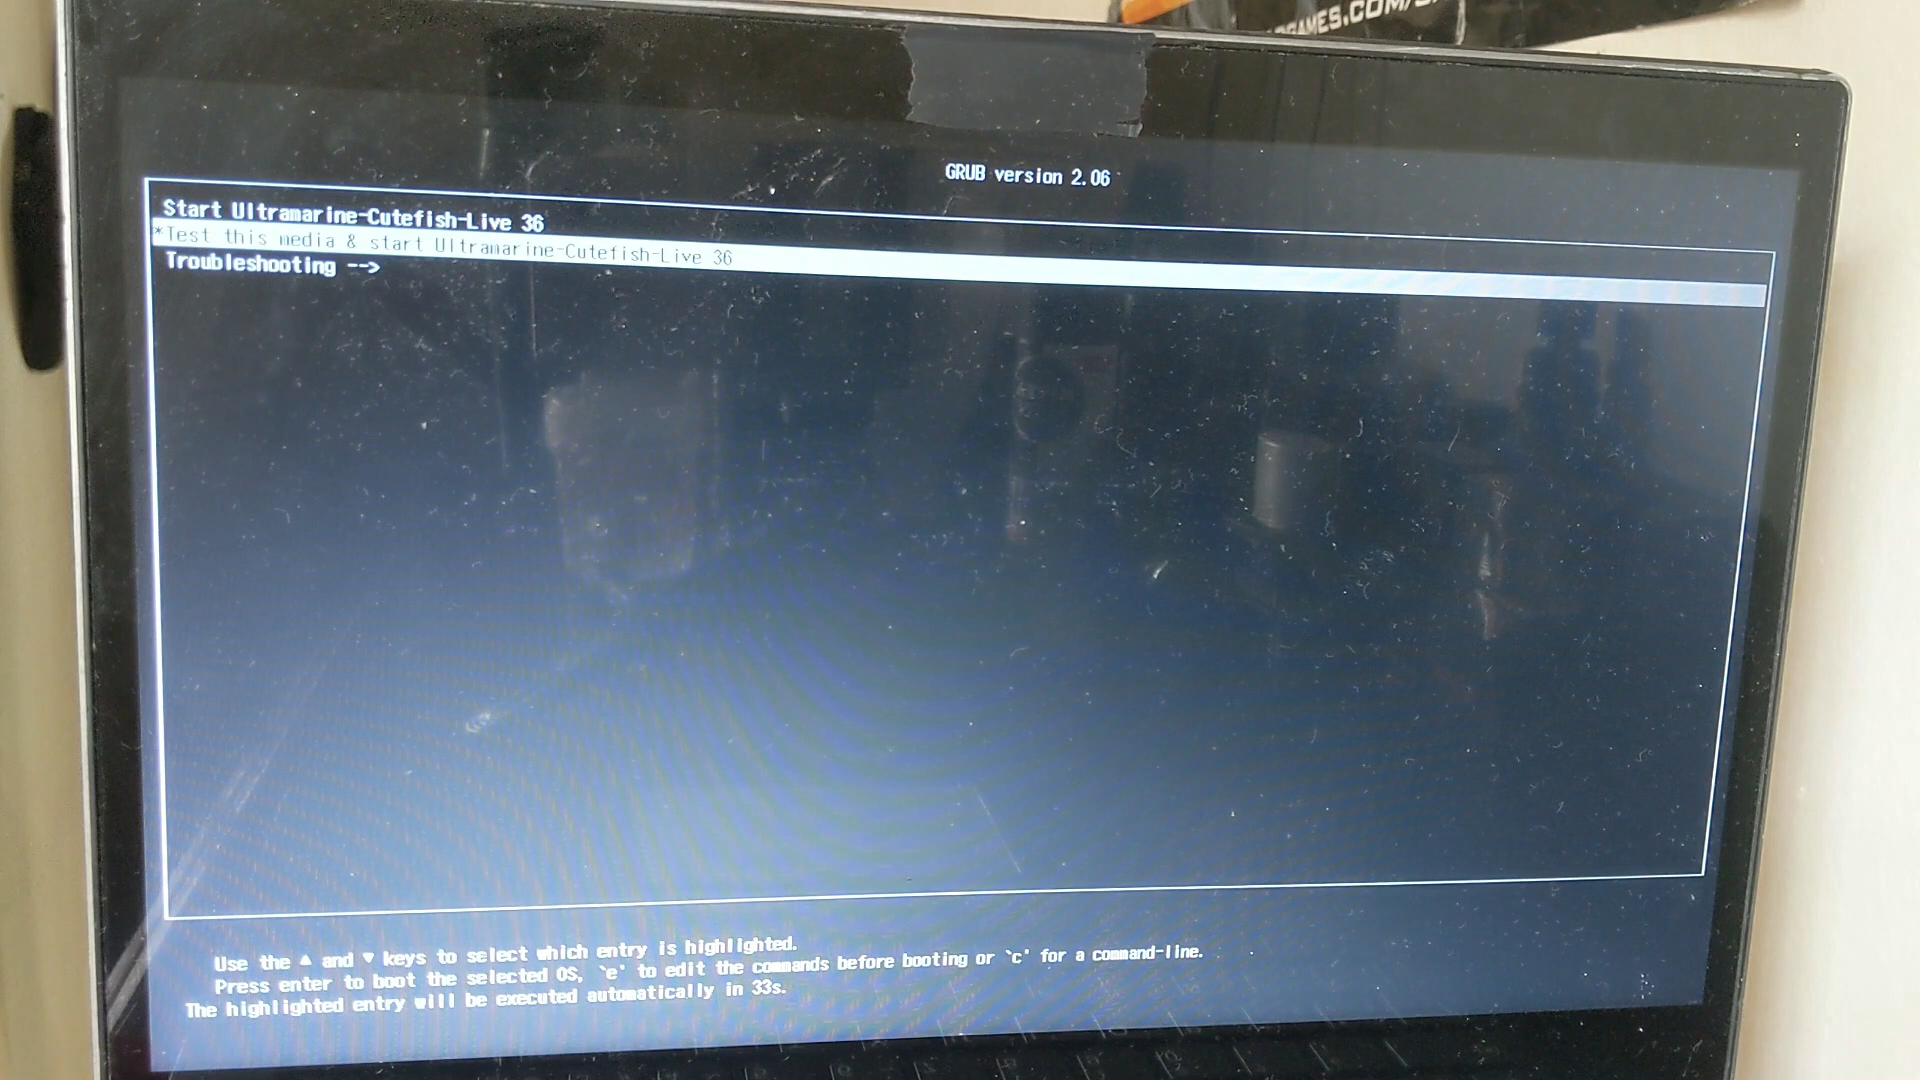 GAMES.COM/
GRUB version 2.06
Start Ultramarine-Cutefish-Live 36
*Test this media & start Ultramarine-Cutefish-Live 36
Troubleshooting -->
Use the ▲ and ▼ keys to select which entry is highlighted.
Press enter to boot the selected OS, `e' to edit the commands before booting or `c' for a command-line.
The highlighted entry will be executed automatically in 33s.